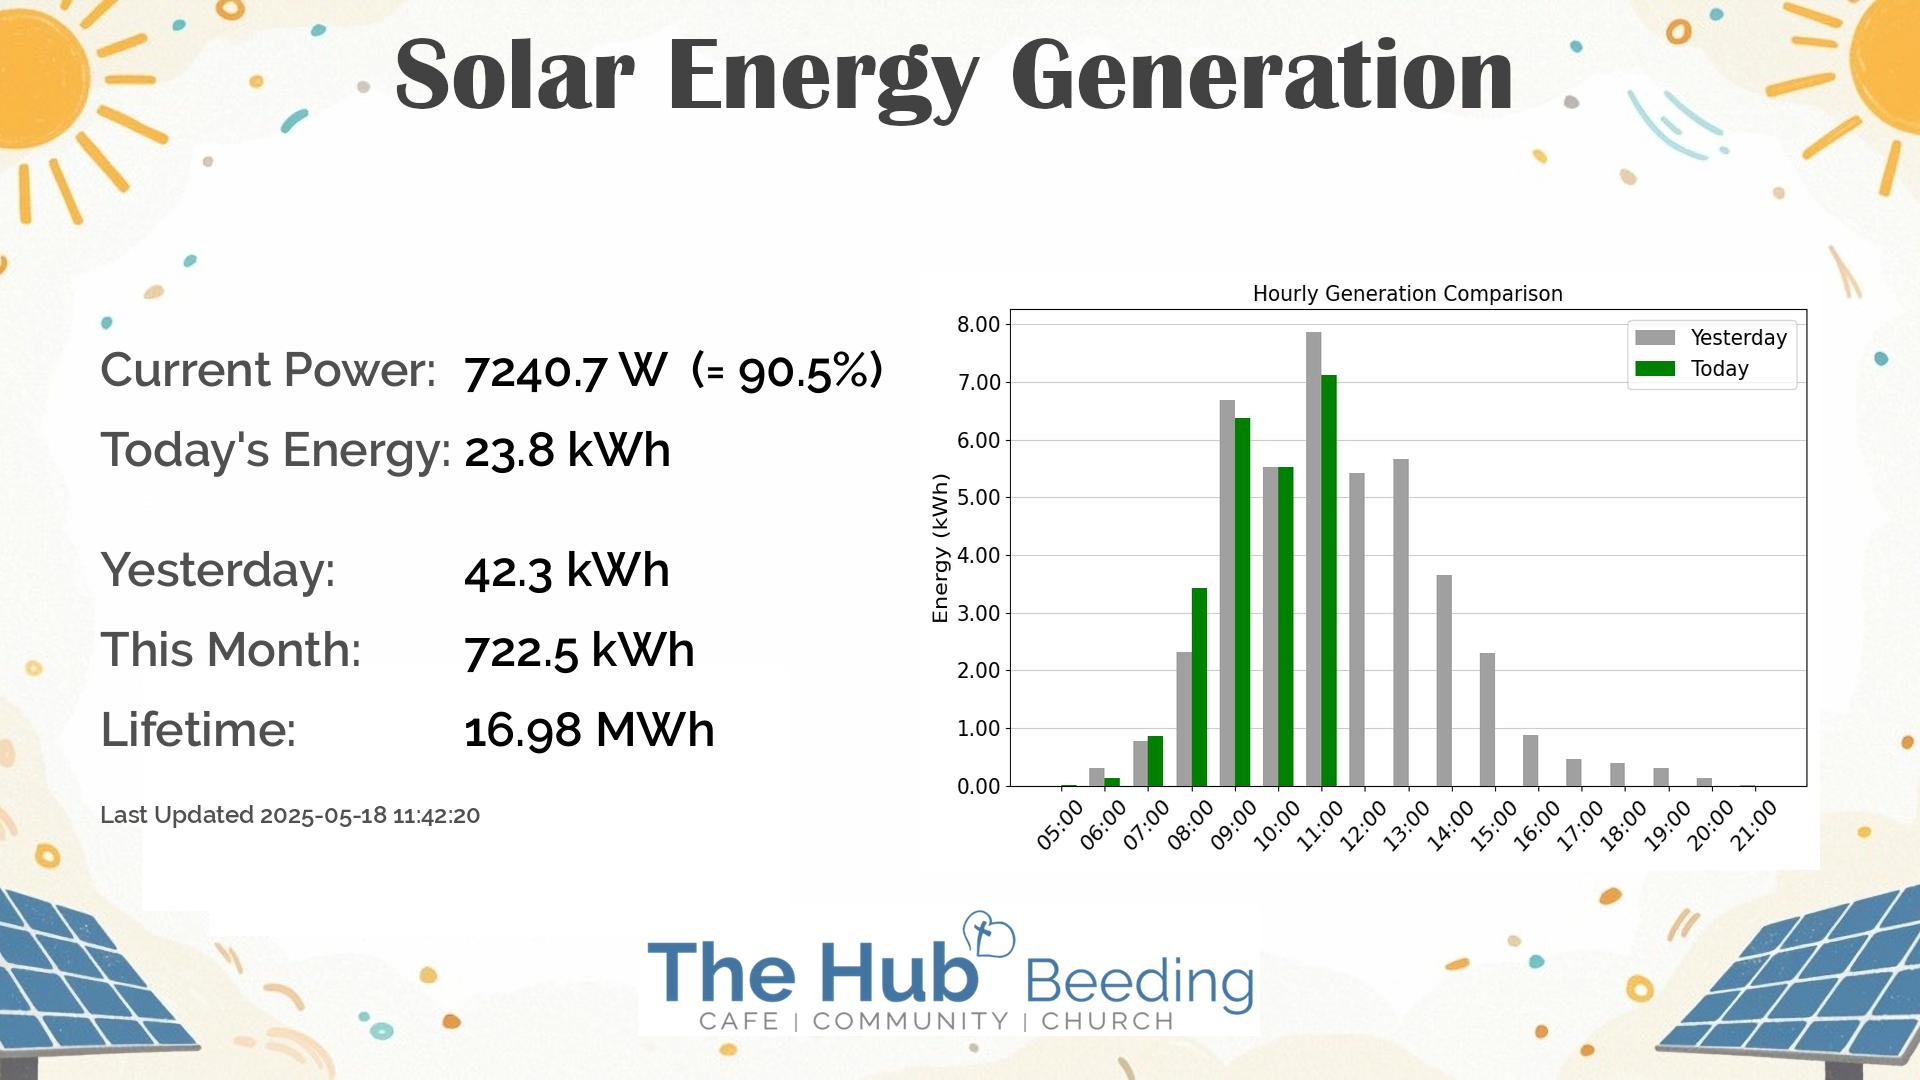 Solar Energy Generation
Current Power: 7240.7 W (= 90.5%)
Today's Energy: 23.8 kWh
Yesterday: 42.3 kWh
This Month: 722.5 kWh
Lifetime: 16.98 MWh
Last Updated 2025-05-18 11:42:20
Hourly Generation Comparison
Yesterday
Today
Energy (kWh)
8.00
7.00
6.00
5.00
4.00
3.00
2.00
1.00
0.00
05:00 06:00 07:00 08:00 09:00 10:00 11:00 12:00 13:00 14:00 15:00 16:00 17:00 18:00 19:00 20:00 21:00
The Hub Beeding
CAFE | COMMUNITY | CHURCH